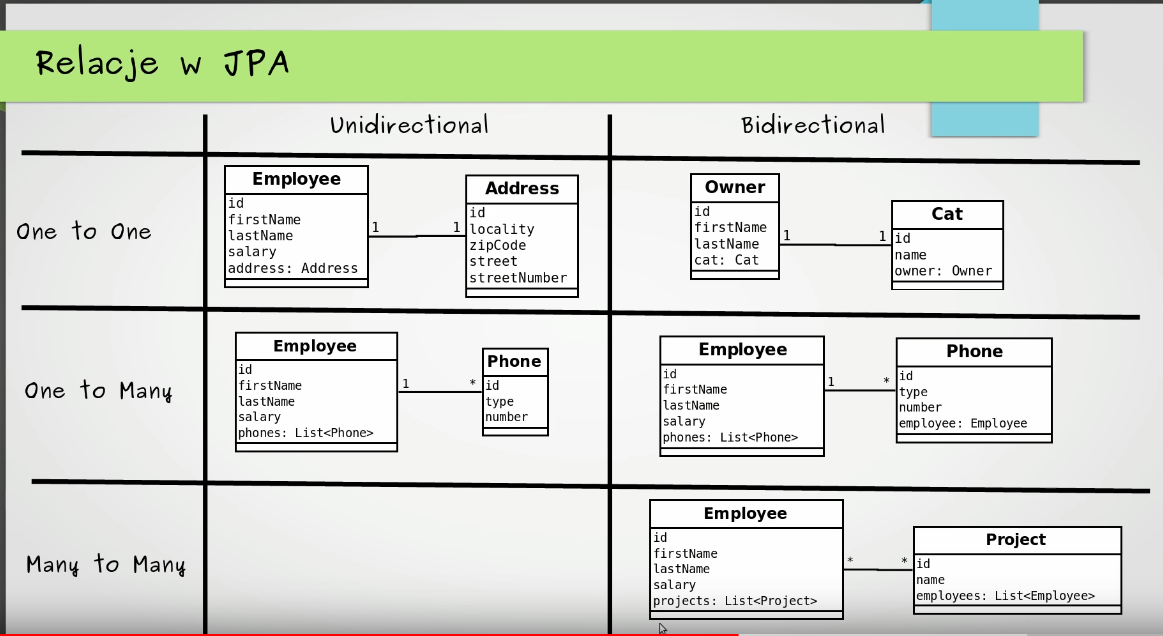 Relacje w JPA
Unidirectional
Bidirectional
One to One
Employee
id
firstName
lastName
salary
address: Address
1
1
Address
id
locality
zipCode
street
streetNumber
Owner
id
firstName
lastName
cat: Cat
1
1
Cat
id
name
owner: Owner
One to Many
Employee
id
firstName
lastName
salary
phones: List<Phone>
1
*
Phone
id
type
number
Employee
id
firstName
lastName
salary
phones: List<Phone>
1
*
Phone
id
type
number
employee: Employee
Many to Many
Employee
id
firstName
lastName
salary
projects: List<Project>
*
*
Project
id
name
employees: List<Employee>